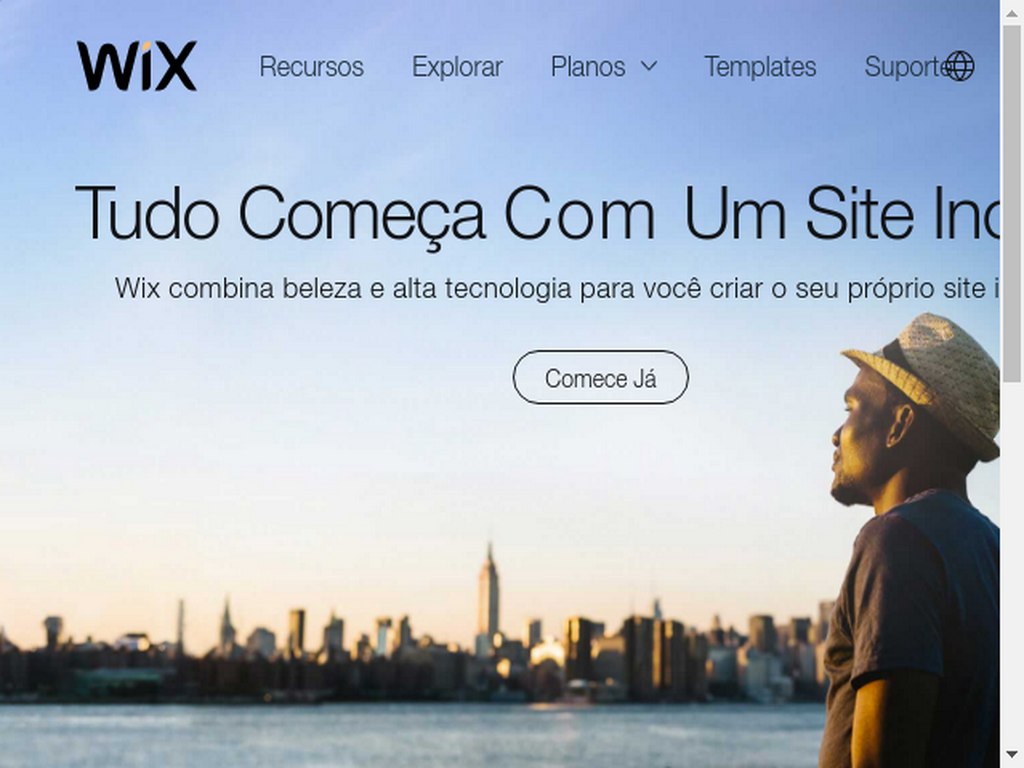 WiX Recursos Explorar Planos Templates Suporte
Tudo Começa Com Um Site
Wix combina beleza e alta tecnologia para você criar o seu próprio site
Comece Já